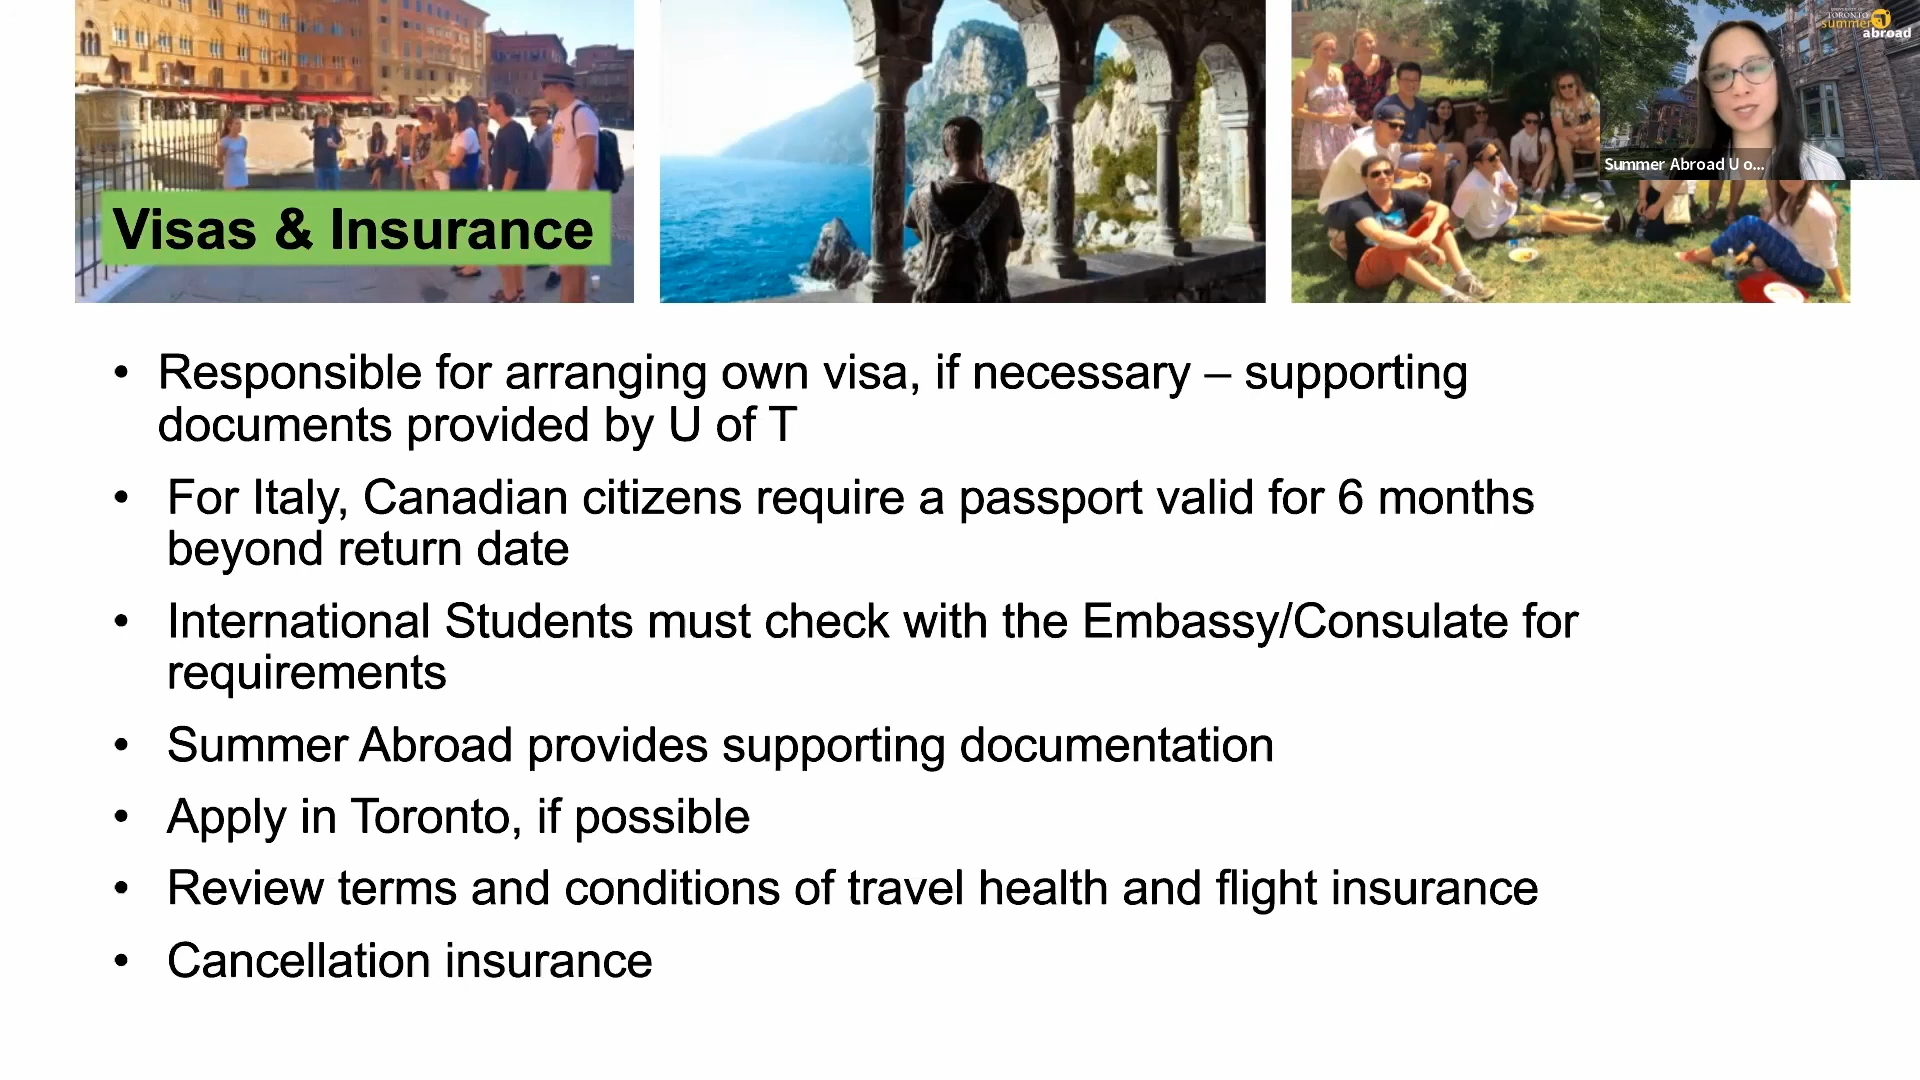 TORONTO
summer
abroad
Summer Abroad U o...
Visas & Insurance
• Responsible for arranging own visa, if necessary – supporting
documents provided by U of T
• For Italy, Canadian citizens require a passport valid for 6 months
beyond return date
• International Students must check with the Embassy/Consulate for
requirements
• Summer Abroad provides supporting documentation
• Apply in Toronto, if possible
• Review terms and conditions of travel health and flight insurance
• Cancellation insurance